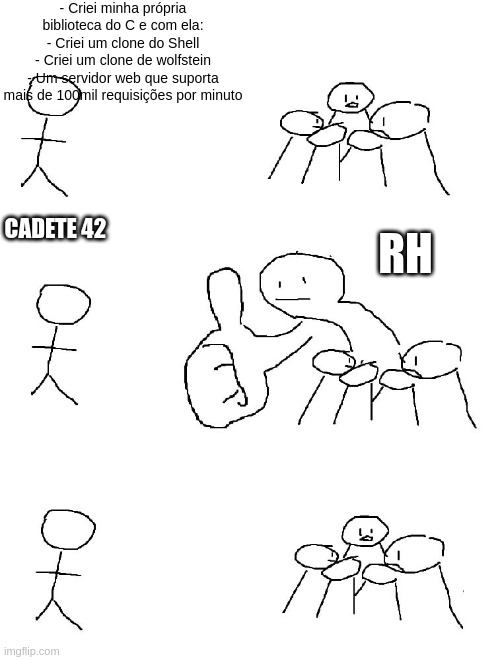 - Criei minha própria
biblioteca do C e com ela:
- Criei um clone do Shell
- Criei um clone de wolfstein
- Um servidor web que suporta
mais de 100mil requisições por minuto
CADETE 42
RH
imgflip.com